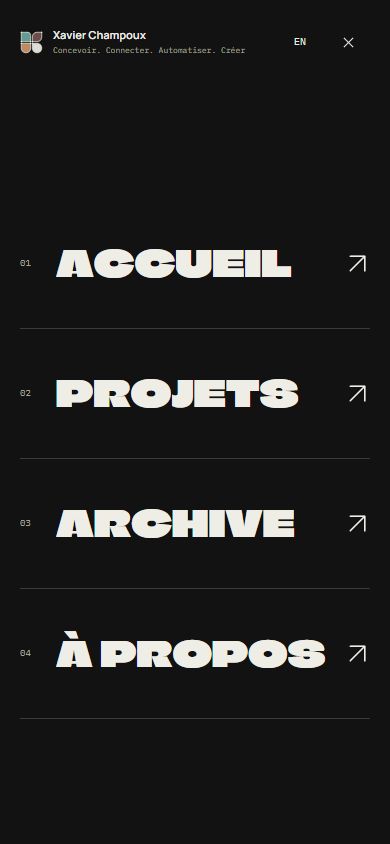 Xavier Champoux
Concevoir. Connecter. Automatiser. Créer
EN
01 ACCUEIL
02 PROJETS
03 ARCHIVE
04 À PROPOS